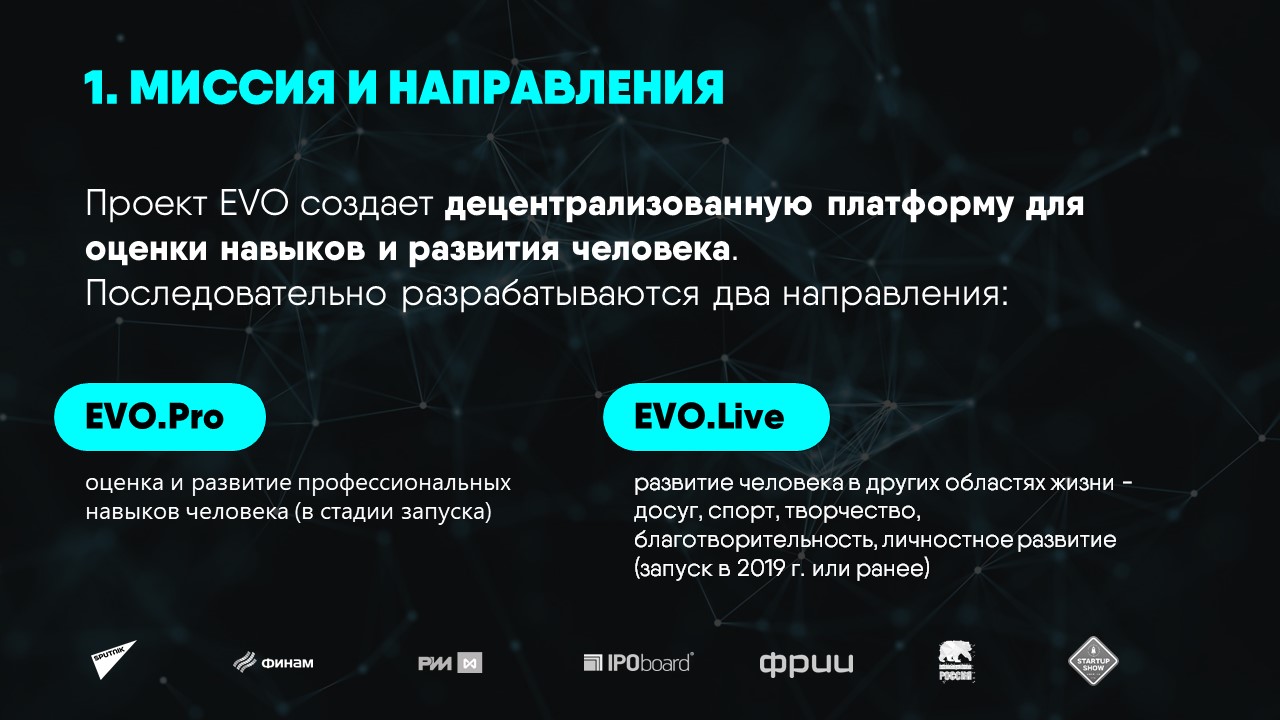 1. МИССИЯ И НАПРАВЛЕНИЯ
Проект EVO создает децентрализованную платформу для
оценки навыков и развития человека.
Последовательно разрабатываются два направления:
EVO.Pro
оценка и развитие профессиональных
навыков человека (в стадии запуска)
EVO.Live
развитие человека в других областях жизни -
досуг, спорт, творчество,
благотворительность, личностное развитие
(запуск в 2019 г. или ранее)
SPUTNIK
ФИНАМ
РИИ
IPOboard
фрии
РОССИЯ
STARTUP
SHOW